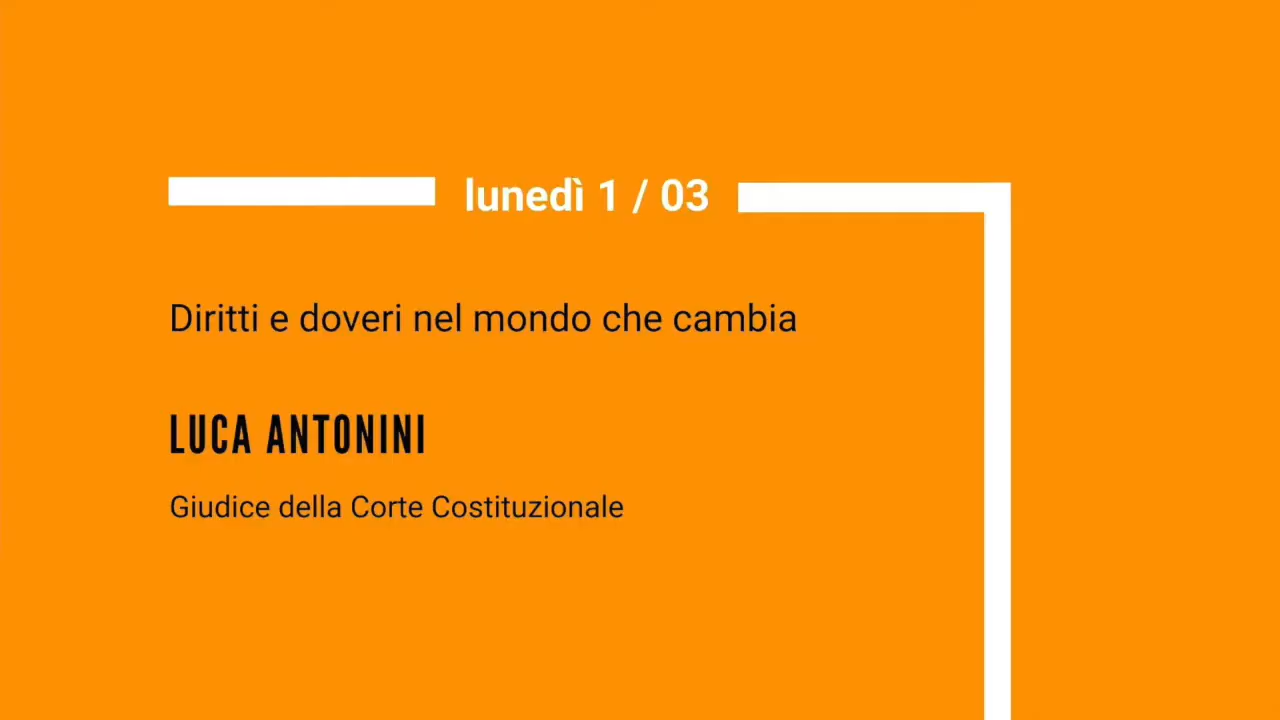 lunedì 1 / 03
Diritti e doveri nel mondo che cambia
LUCA ANTONINI
Giudice della Corte Costituzionale